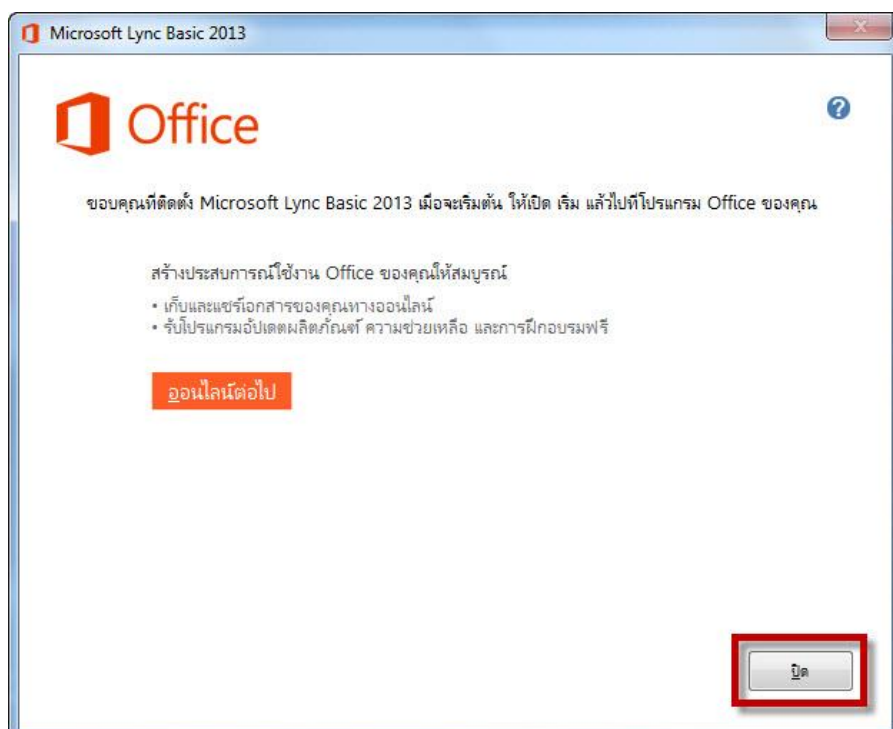 Microsoft Lync Basic 2013
Office
ขอบคุณที่ติดตั้ง Microsoft Lync Basic 2013 เมื่อจะเริ่มต้น ให้เปิด เริ่ม แล้วไปที่โปรแกรม Office ของคุณ
สร้างประสบการณ์ใช้งาน Office ของคุณให้สมบูรณ์
• เก็บและแชร์เอกสารของคุณทางออนไลน์
• รับโปรแกรมอัปเดตผลิตภัณฑ์ ความช่วยเหลือ และการฝึกอบรมฟรี
ออนไลน์ต่อไป
ปิด